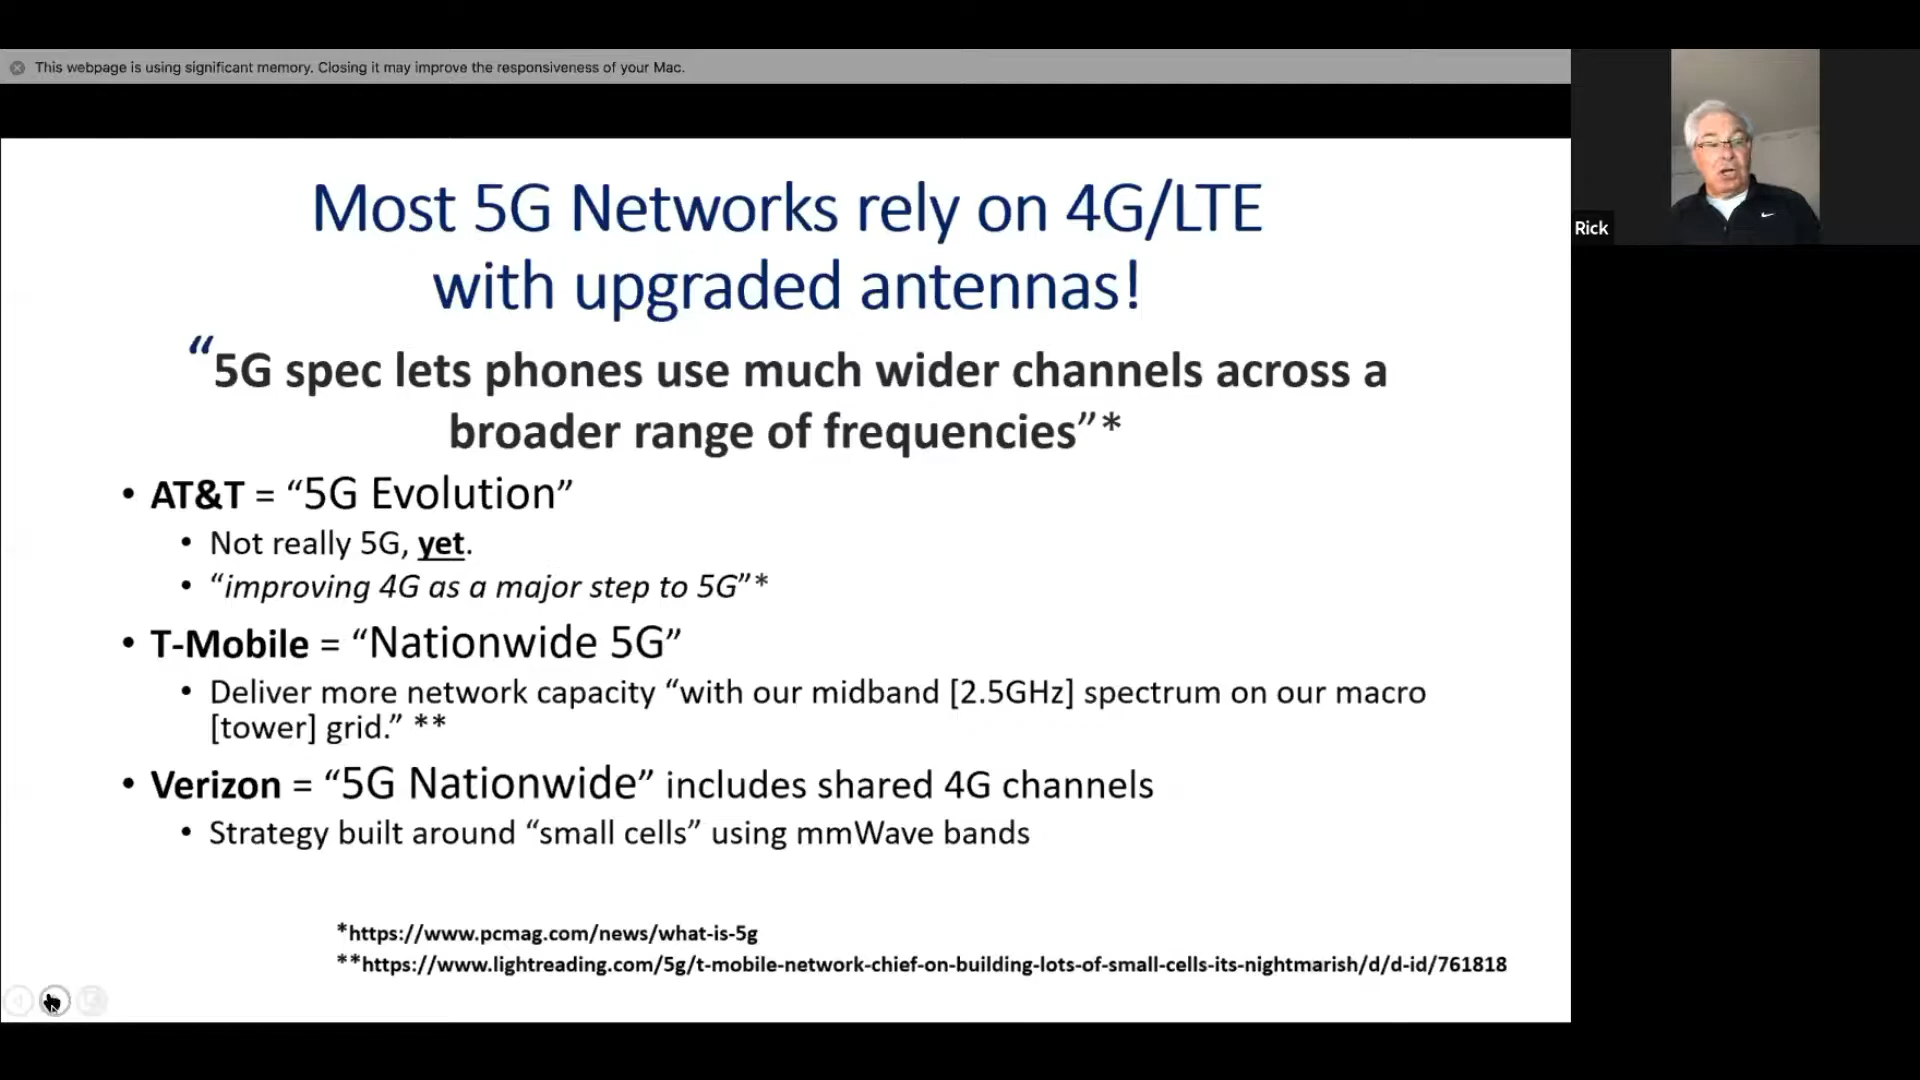 This webpage is using significant memory. Closing it may improve the responsiveness of your Mac.
Rick
Most 5G Networks rely on 4G/LTE
with upgraded antennas!
“5G spec lets phones use much wider channels across a
broader range of frequencies”*
• AT&T = “5G Evolution”
• Not really 5G, yet.
• “improving 4G as a major step to 5G”*
• T-Mobile = “Nationwide 5G”
• Deliver more network capacity “with our midband [2.5GHz] spectrum on our macro
[tower] grid.” **
• Verizon = “5G Nationwide” includes shared 4G channels
• Strategy built around “small cells” using mmWave bands
*https://www.pcmag.com/news/what-is-5g
**https://www.lightreading.com/5g/t-mobile-network-chief-on-building-lots-of-small-cells-its-nightmarish/d/d-id/761818